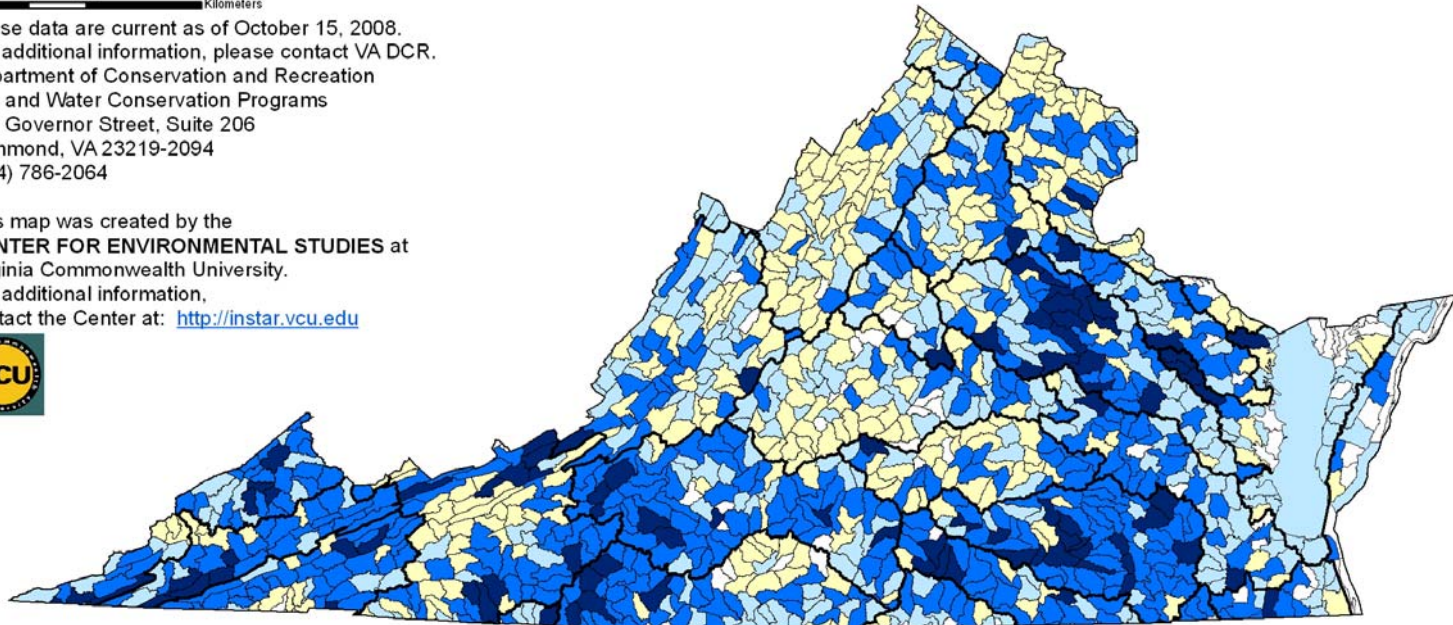 Kilometers
se data are current as of October 15, 2008.
additional information, please contact VA DCR.
partment of Conservation and Recreation
and Water Conservation Programs
Governor Street, Suite 206
hmond, VA 23219-2094
4) 786-2064
s map was created by the
NTER FOR ENVIRONMENTAL STUDIES at
ginia Commonwealth University.
additional information,
tact the Center at: http://instar.vcu.edu
CU